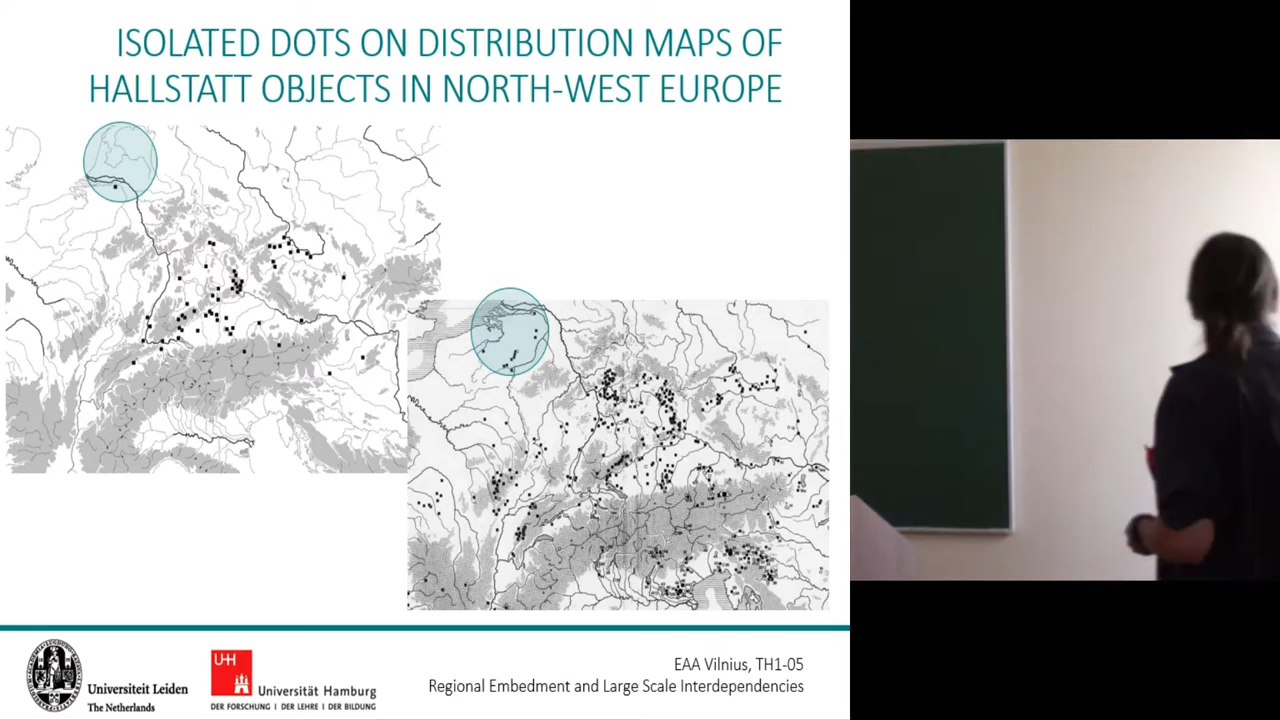 ISOLATED DOTS ON DISTRIBUTION MAPS OF
HALLSTATT OBJECTS IN NORTH-WEST EUROPE
Universiteit Leiden
The Netherlands
UH
Universität Hamburg
DER FORSCHUNG | DER LEHRE | DER BILDUNG
EAA Vilnius, TH1-05
Regional Embedment and Large Scale Interdependencies